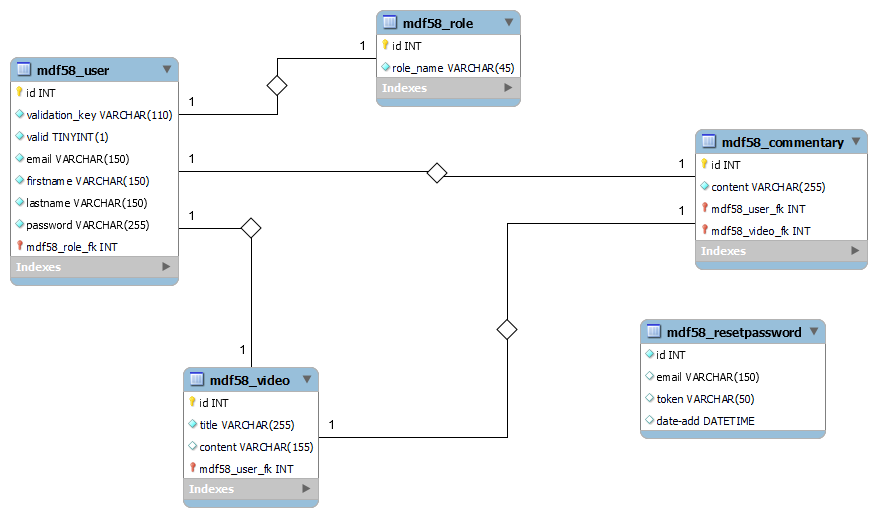 mdf58_role
id INT
role_name VARCHAR(45)
Indexes
1
1
mdf58_user
id INT
validation_key VARCHAR(110)
valid TINYINT(1)
email VARCHAR(150)
firstname VARCHAR(150)
lastname VARCHAR(150)
password VARCHAR(255)
mdf58_role_fk INT
Indexes
1
1
1
1
mdf58_commentary
id INT
content VARCHAR(255)
mdf58_user_fk INT
mdf58_video_fk INT
Indexes
1
1
mdf58_video
id INT
title VARCHAR(255)
content VARCHAR(155)
mdf58_user_fk INT
Indexes
mdf58_resetpassword
id INT
email VARCHAR(150)
token VARCHAR(50)
date-add DATETIME